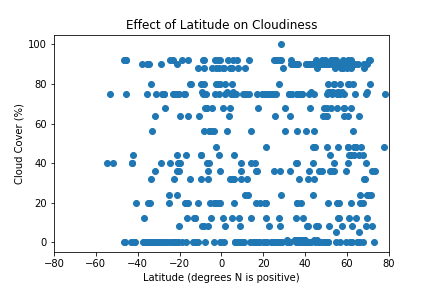 Effect of Latitude on Cloudiness
Cloud Cover (%)
100
80
60
40
20
0
−80 −60 −40 −20 0 20 40 60 80
Latitude (degrees N is positive)